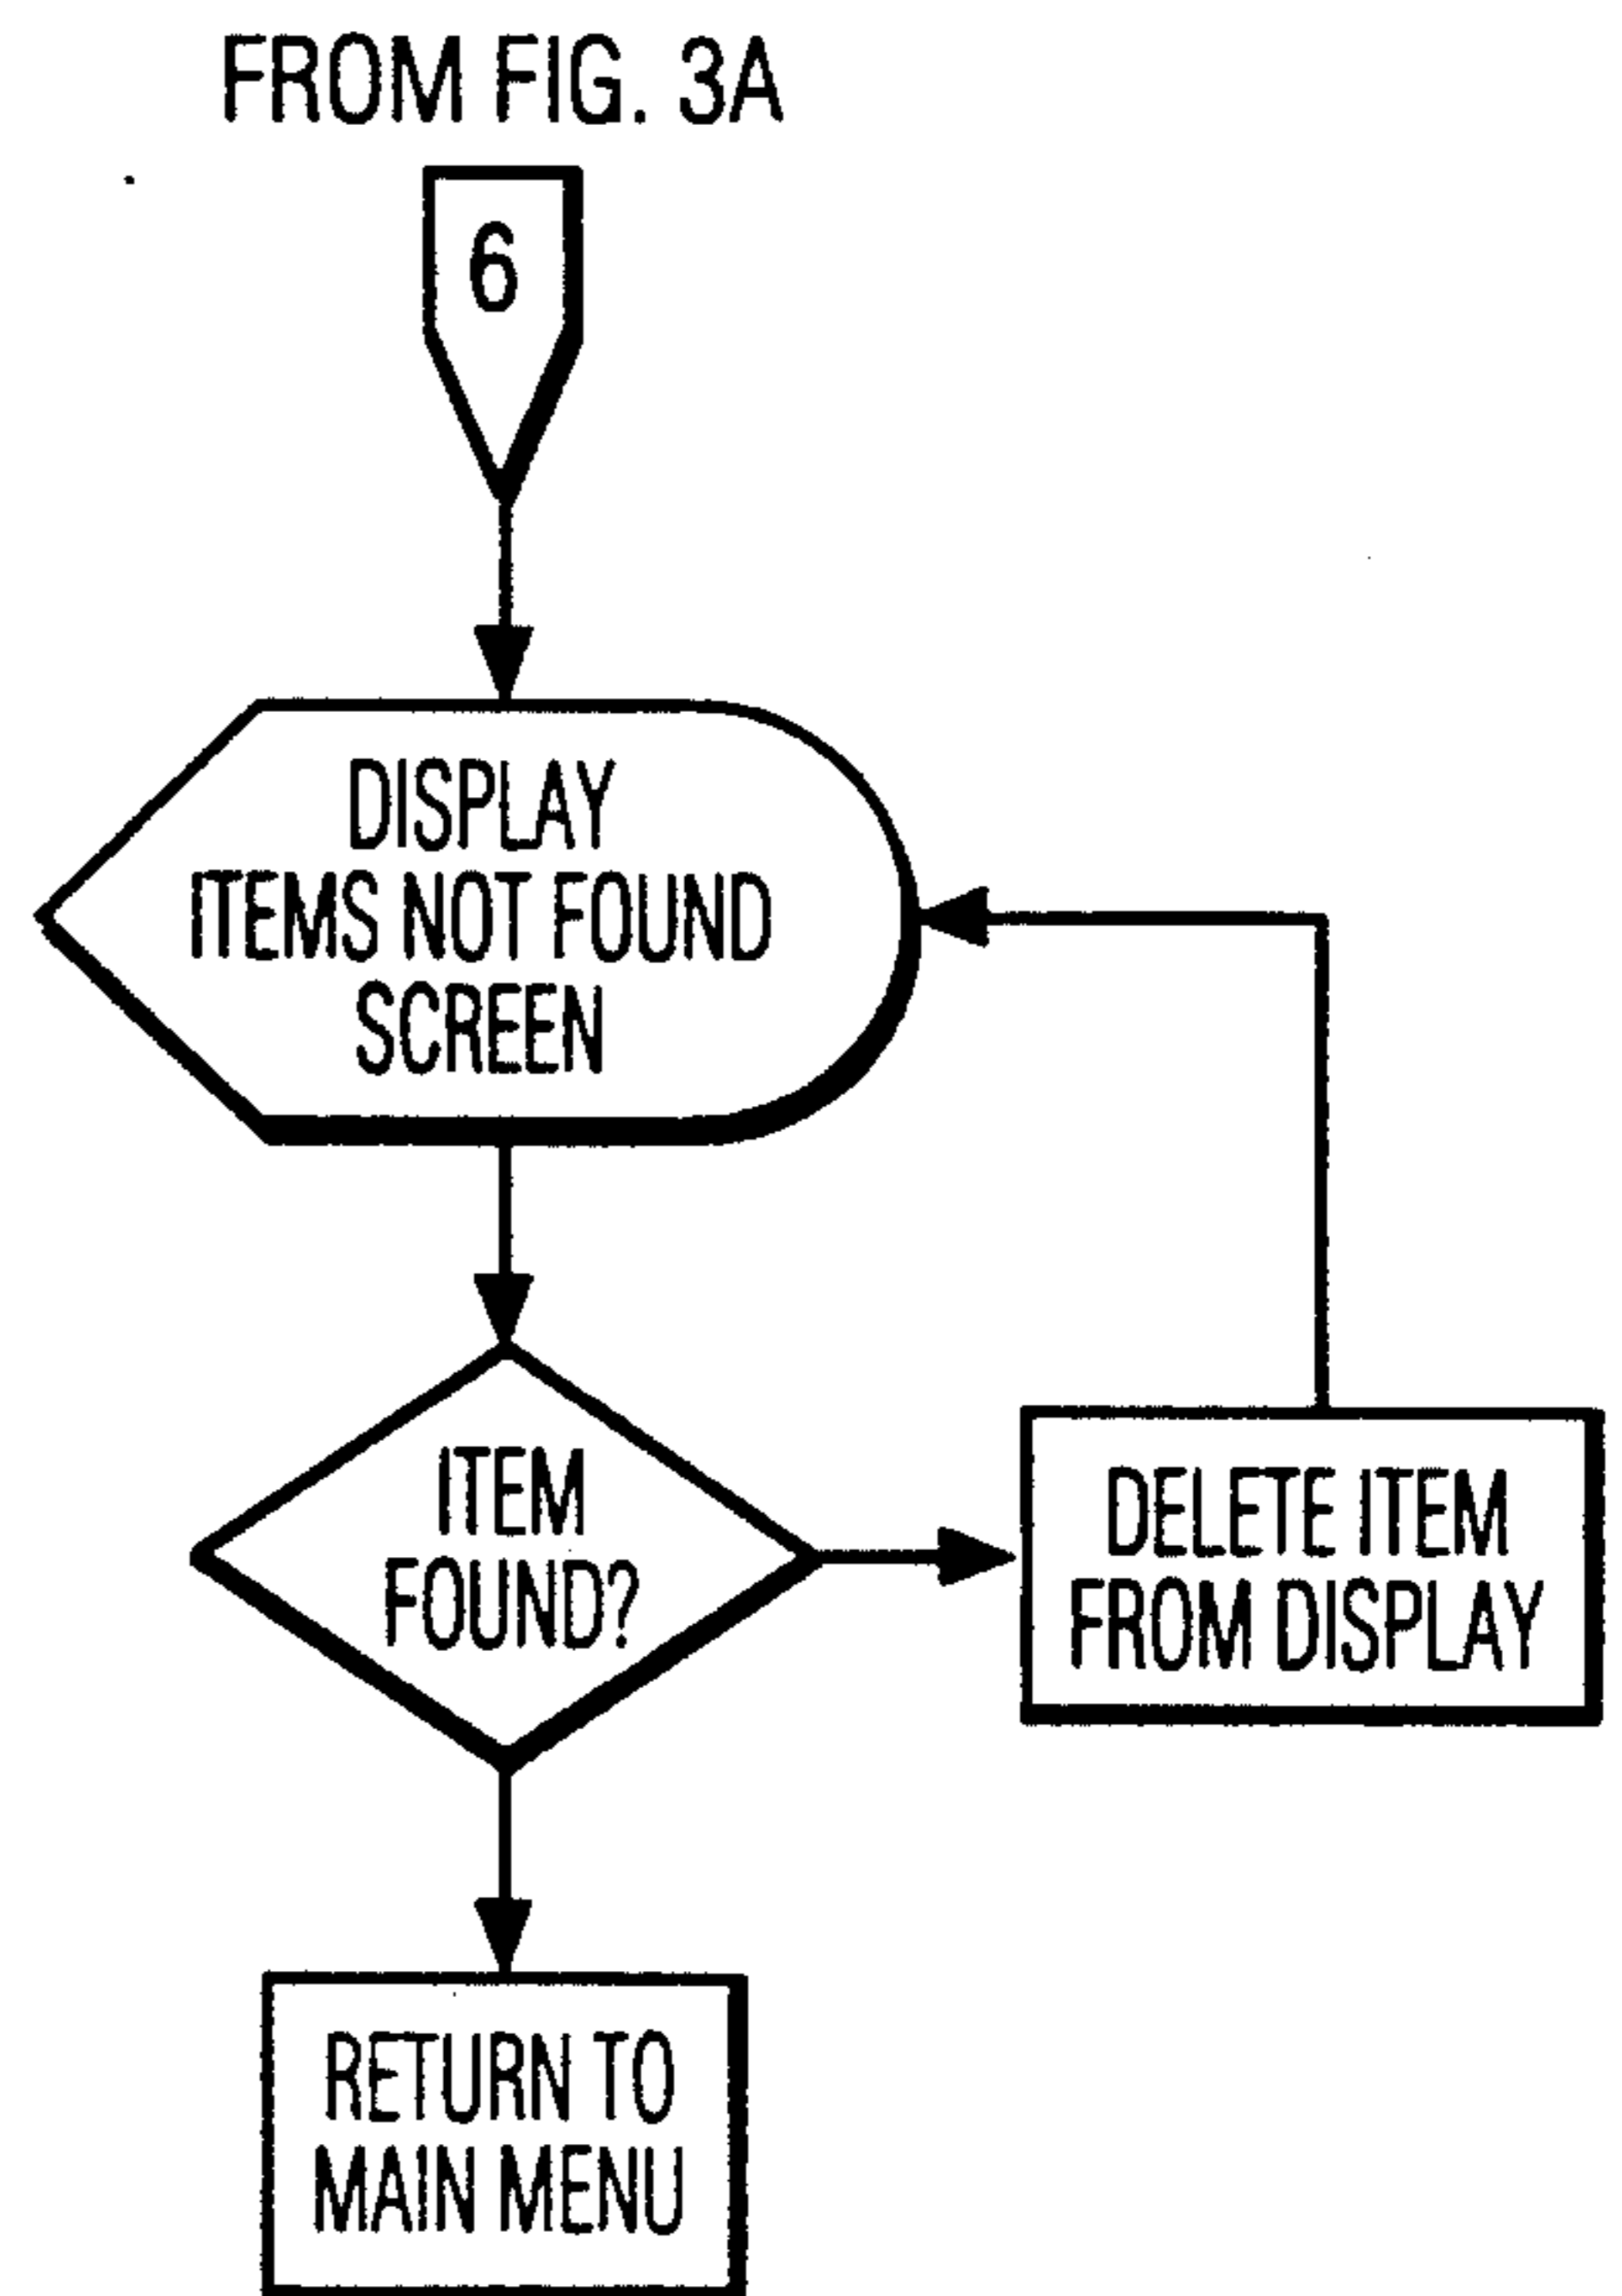 FROM FIG. 3A
6
DISPLAY
ITEMS NOT FOUND
SCREEN
ITEM
FOUND?
DELETE ITEM
FROM DISPLAY
RETURN TO
MAIN MENU